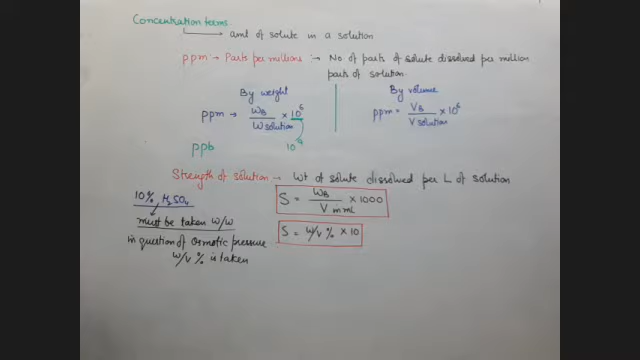 Concentration terms
amt of solute in a solution
ppm → Parts per millions :→ No of parts of solute dissolved per million
parts of solution.
By weight
By volume
ppm → W_B / W solution × 10^6
ppm = V_B / V solution × 10^6
ppb
10^9
Strength of solution → Wt of solute dissolved per L of solution
10% H₂SO₄
S = W_B / V in mL × 1000
must be taken W/W
in question of osmotic pressure
W/V % is taken
S = W/V % × 10